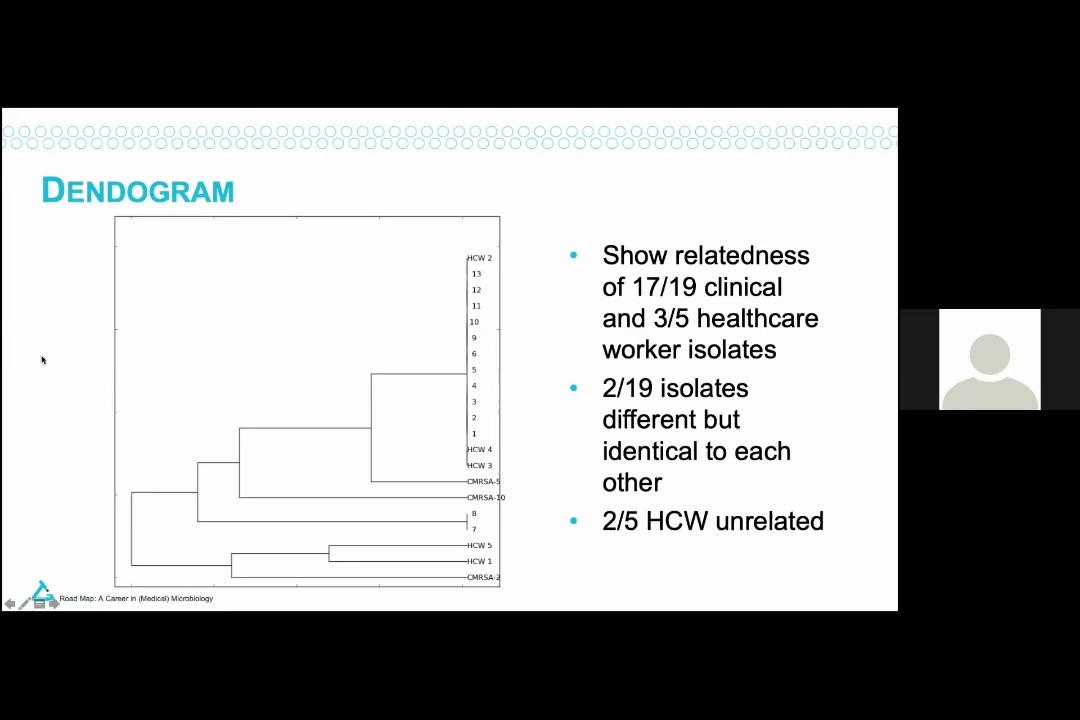 DENDOGRAM
HCW 2
13
12
11
10
9
6
5
4
3
2
1
HCW 4
HCW 3
CMRSA-5
CMRSA-10
8
7
HCW 5
HCW 1
CMRSA-2
• Show relatedness
of 17/19 clinical
and 3/5 healthcare
worker isolates
• 2/19 isolates
different but
identical to each
other
• 2/5 HCW unrelated
Road Map: A Career in (Medical) Microbiology